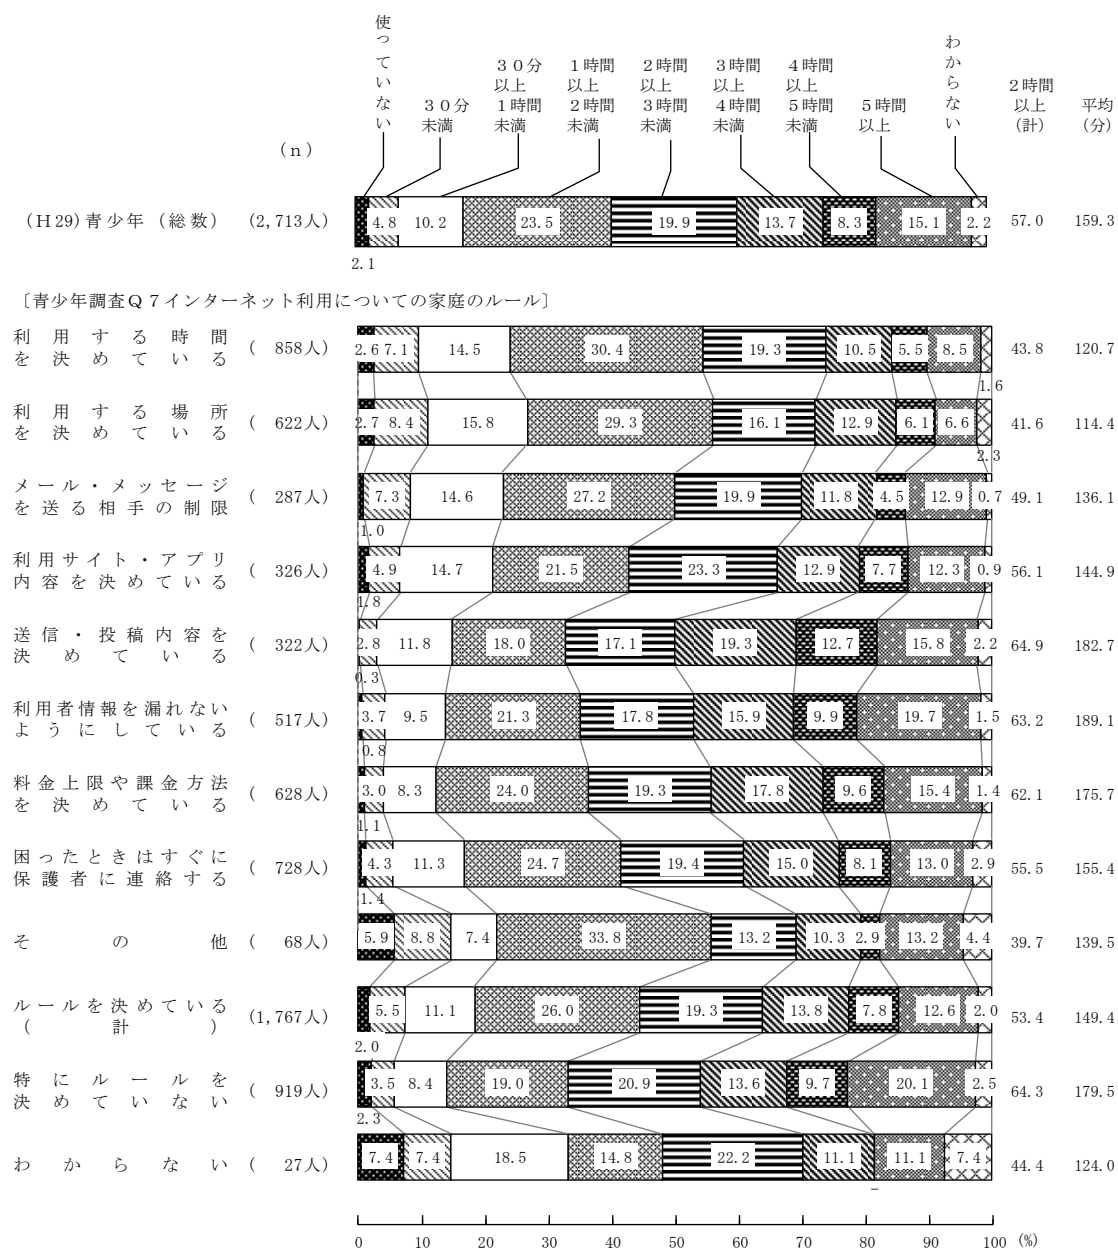 使っていない
３０分
未満
３０分
以上
１時間
未満
１時間
以上
２時間
未満
２時間
以上
３時間
未満
３時間
以上
４時間
未満
４時間
以上
５時間
未満
５時間
以上
わからない
２時間
以上
(計)
平均
(分)
(ｎ)
(Ｈ29)青少年 (総数) (2,713人) 4.8 10.2 23.5 19.9 13.7 8.3 15.1 2.2 57.0 159.3
2.1
〔青少年調査Ｑ７インターネット利用についての家庭のルール〕
利用する時間
を決めている ( 858人) 2.6 7.1 14.5 30.4 19.3 10.5 5.5 8.5 43.8 120.7
1.6
利用する場所
を決めている ( 622人) 2.7 8.4 15.8 29.3 16.1 12.9 6.1 6.6 41.6 114.4
2.3
メール・メッセージ
を送る相手の制限 ( 287人) 7.3 14.6 27.2 19.9 11.8 4.5 12.9 0.7 49.1 136.1
1.0
利用サイト・アプリ
内容を決めている ( 326人) 4.9 14.7 21.5 23.3 12.9 7.7 12.3 0.9 56.1 144.9
1.8
送信・投稿内容を
決めている ( 322人) 2.8 11.8 18.0 17.1 19.3 12.7 15.8 2.2 64.9 182.7
0.3
利用者情報を漏れない
ようにしている ( 517人) 3.7 9.5 21.3 17.8 15.9 9.9 19.7 1.5 63.2 189.1
0.8
料金上限や課金方法
を決めている ( 628人) 3.0 8.3 24.0 19.3 17.8 9.6 15.4 1.4 62.1 175.7
1.1
困ったときはすぐに
保護者に連絡する ( 728人) 4.3 11.3 24.7 19.4 15.0 8.1 13.0 2.9 55.5 155.4
1.4
その他 ( 68人) 5.9 8.8 7.4 33.8 13.2 10.3 2.9 13.2 4.4 39.7 139.5
ルールを決めている
(計) (1,767人) 5.5 11.1 26.0 19.3 13.8 7.8 12.6 2.0 53.4 149.4
2.0
特にルールを
決めていない ( 919人) 3.5 8.4 19.0 20.9 13.6 9.7 20.1 2.5 64.3 179.5
2.3
わからない ( 27人) 7.4 7.4 18.5 14.8 22.2 11.1 11.1 7.4 44.4 124.0
－
0 10 20 30 40 50 60 70 80 90 100 (%)